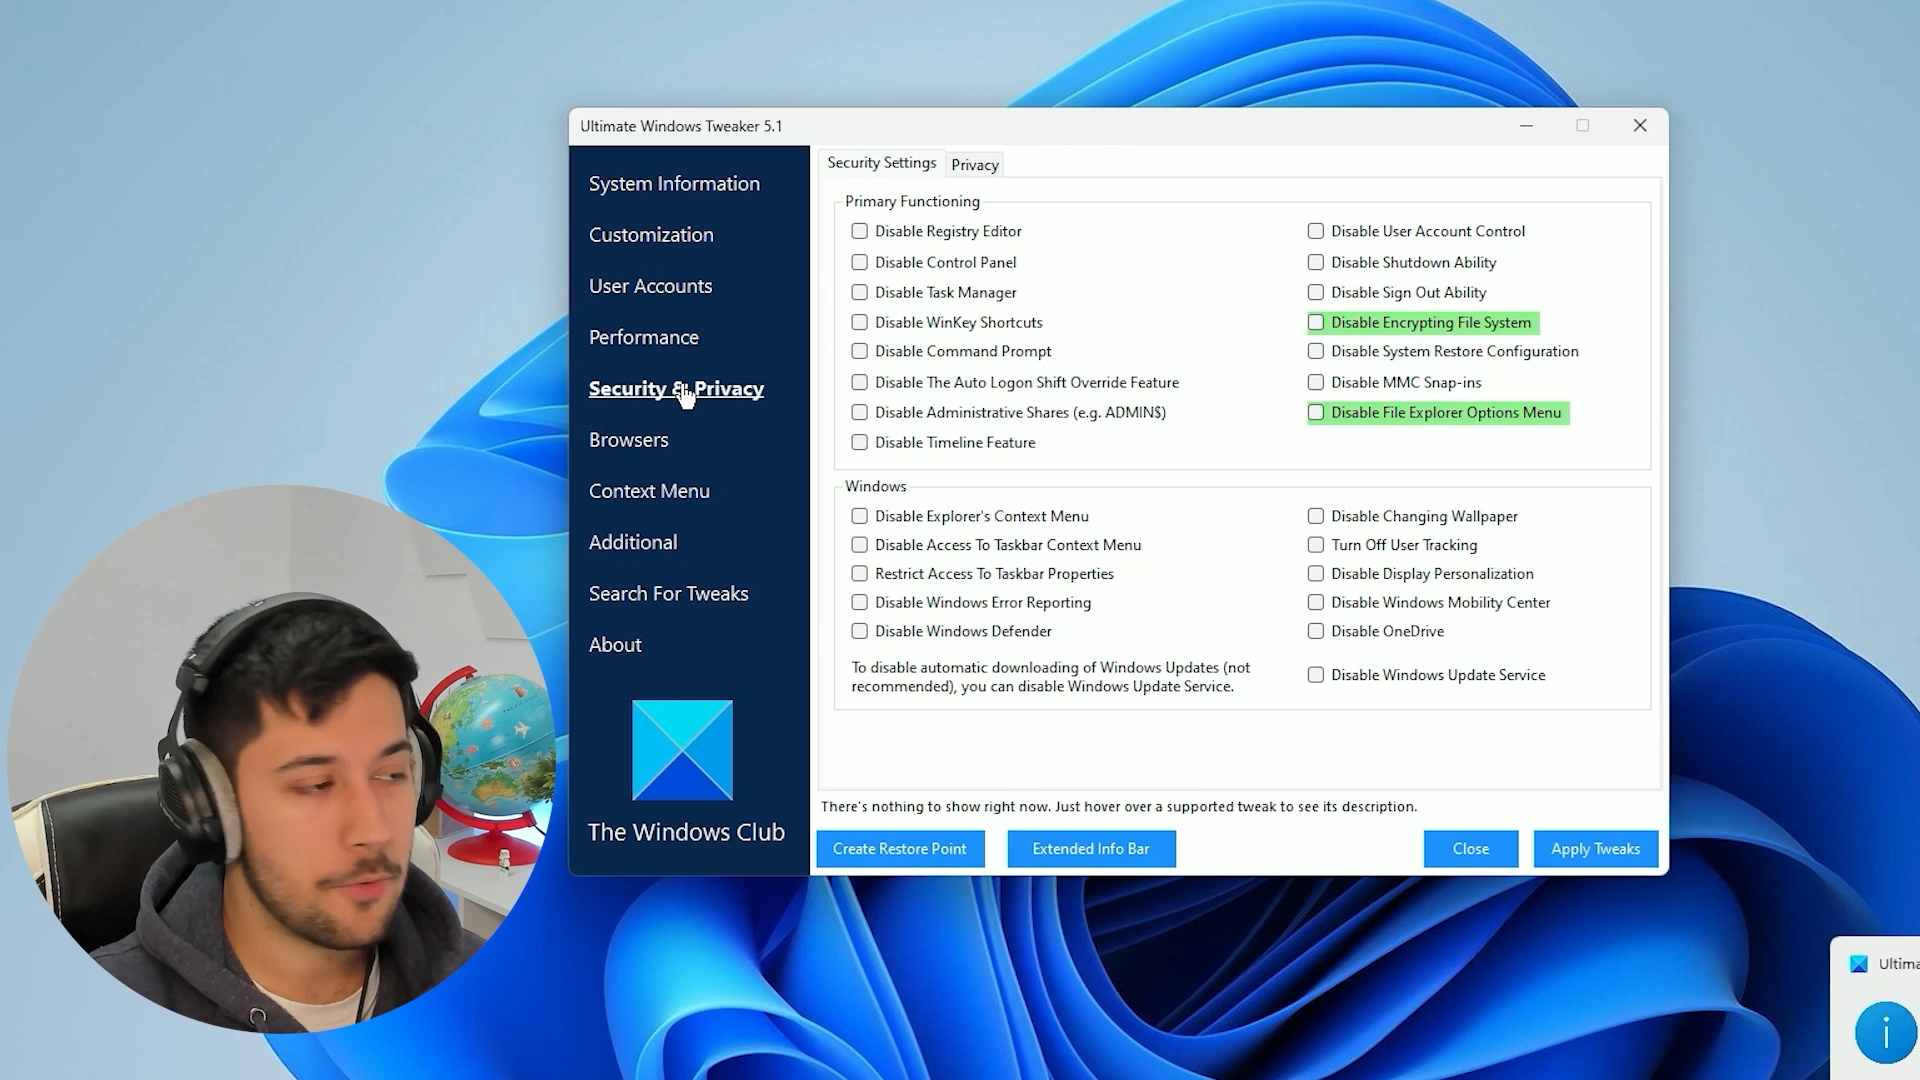 Ultimate Windows Tweaker 5.1
System Information
Customization
User Accounts
Performance
Security & Privacy
Browsers
Context Menu
Additional
Search For Tweaks
About
The Windows Club
Security Settings
Privacy
Primary Functioning
Disable Registry Editor
Disable Control Panel
Disable Task Manager
Disable WinKey Shortcuts
Disable Command Prompt
Disable The Auto Logon Shift Override Feature
Disable Administrative Shares (e.g. ADMIN$)
Disable Timeline Feature
Disable User Account Control
Disable Shutdown Ability
Disable Sign Out Ability
Disable Encrypting File System
Disable System Restore Configuration
Disable MMC Snap-ins
Disable File Explorer Options Menu
Windows
Disable Explorer's Context Menu
Disable Access To Taskbar Context Menu
Restrict Access To Taskbar Properties
Disable Windows Error Reporting
Disable Windows Defender
To disable automatic downloading of Windows Updates (not
recommended), you can disable Windows Update Service.
Disable Changing Wallpaper
Turn Off User Tracking
Disable Display Personalization
Disable Windows Mobility Center
Disable OneDrive
Disable Windows Update Service
There's nothing to show right now. Just hover over a supported tweak to see its description.
Create Restore Point
Extended Info Bar
Close
Apply Tweaks
Ultima